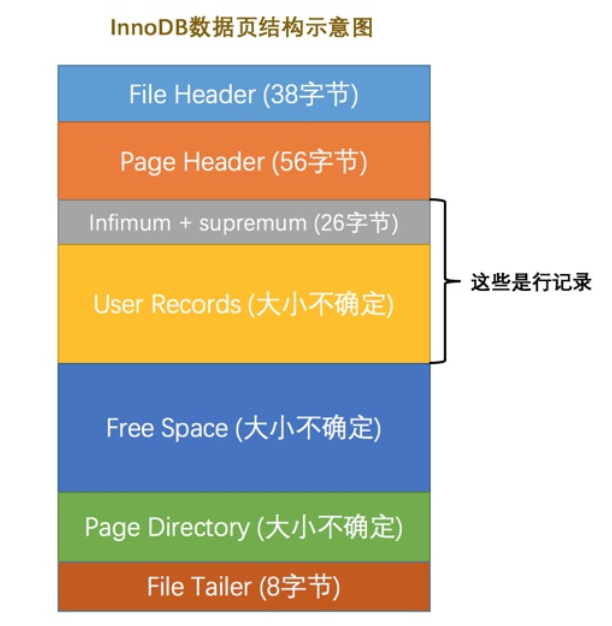 InnoDB数据页结构示意图
File Header (38字节)
Page Header (56字节)
Infimum + supremum (26字节)
User Records (大小不确定)
这些是行记录
Free Space (大小不确定)
Page Directory (大小不确定)
File Tailer (8字节)